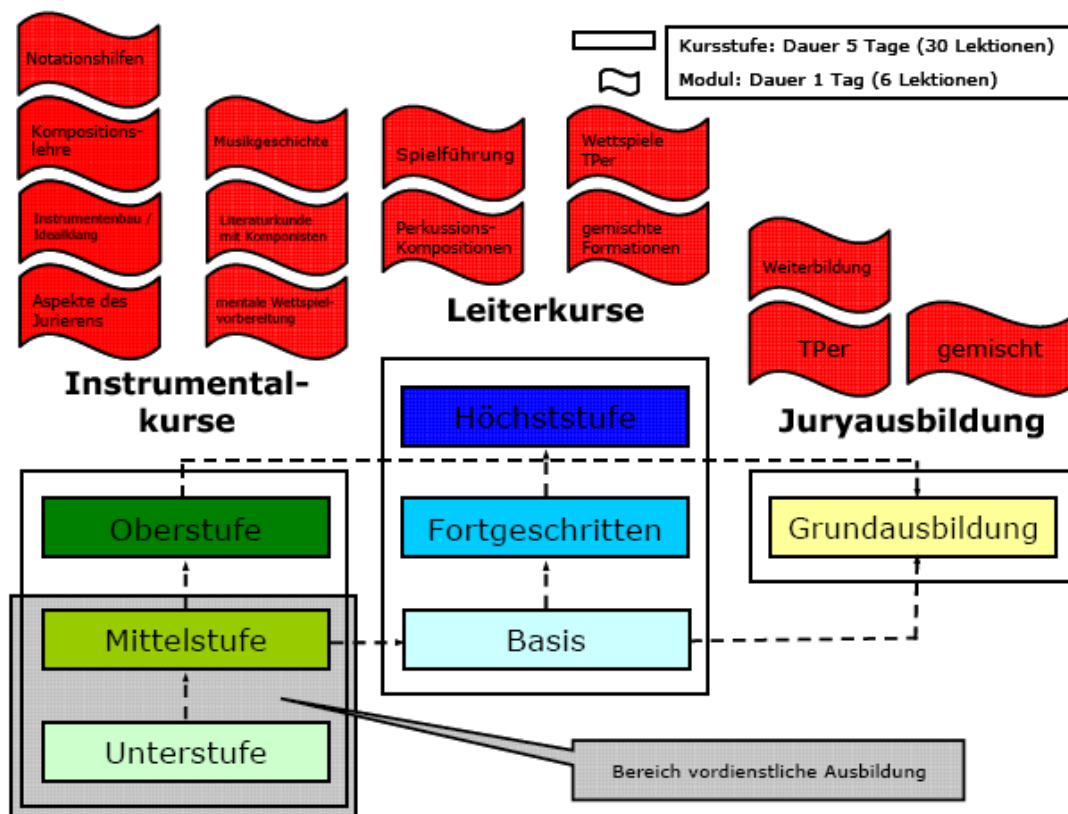 Notationshilfen
Kompositions-
lehre
Instrumentenbau /
Idealklang
Aspekte des
Jurierens
Musikgeschichte
Literaturkunde
mit Komponisten
mentale Wettspiel-
vorbereitung
Instrumental-
kurse
Spielführung
Perkussions-
Kompositionen
Wettspiele
TPer
gemischte
Formationen
Leiterkurse
Kursstufe: Dauer 5 Tage (30 Lektionen)
Modul: Dauer 1 Tag (6 Lektionen)
Weiterbildung
TPer
gemischt
Juryausbildung
Höchststufe
Oberstufe
Fortgeschritten
Grundausbildung
Mittelstufe
Basis
Unterstufe
Bereich vordienstliche Ausbildung